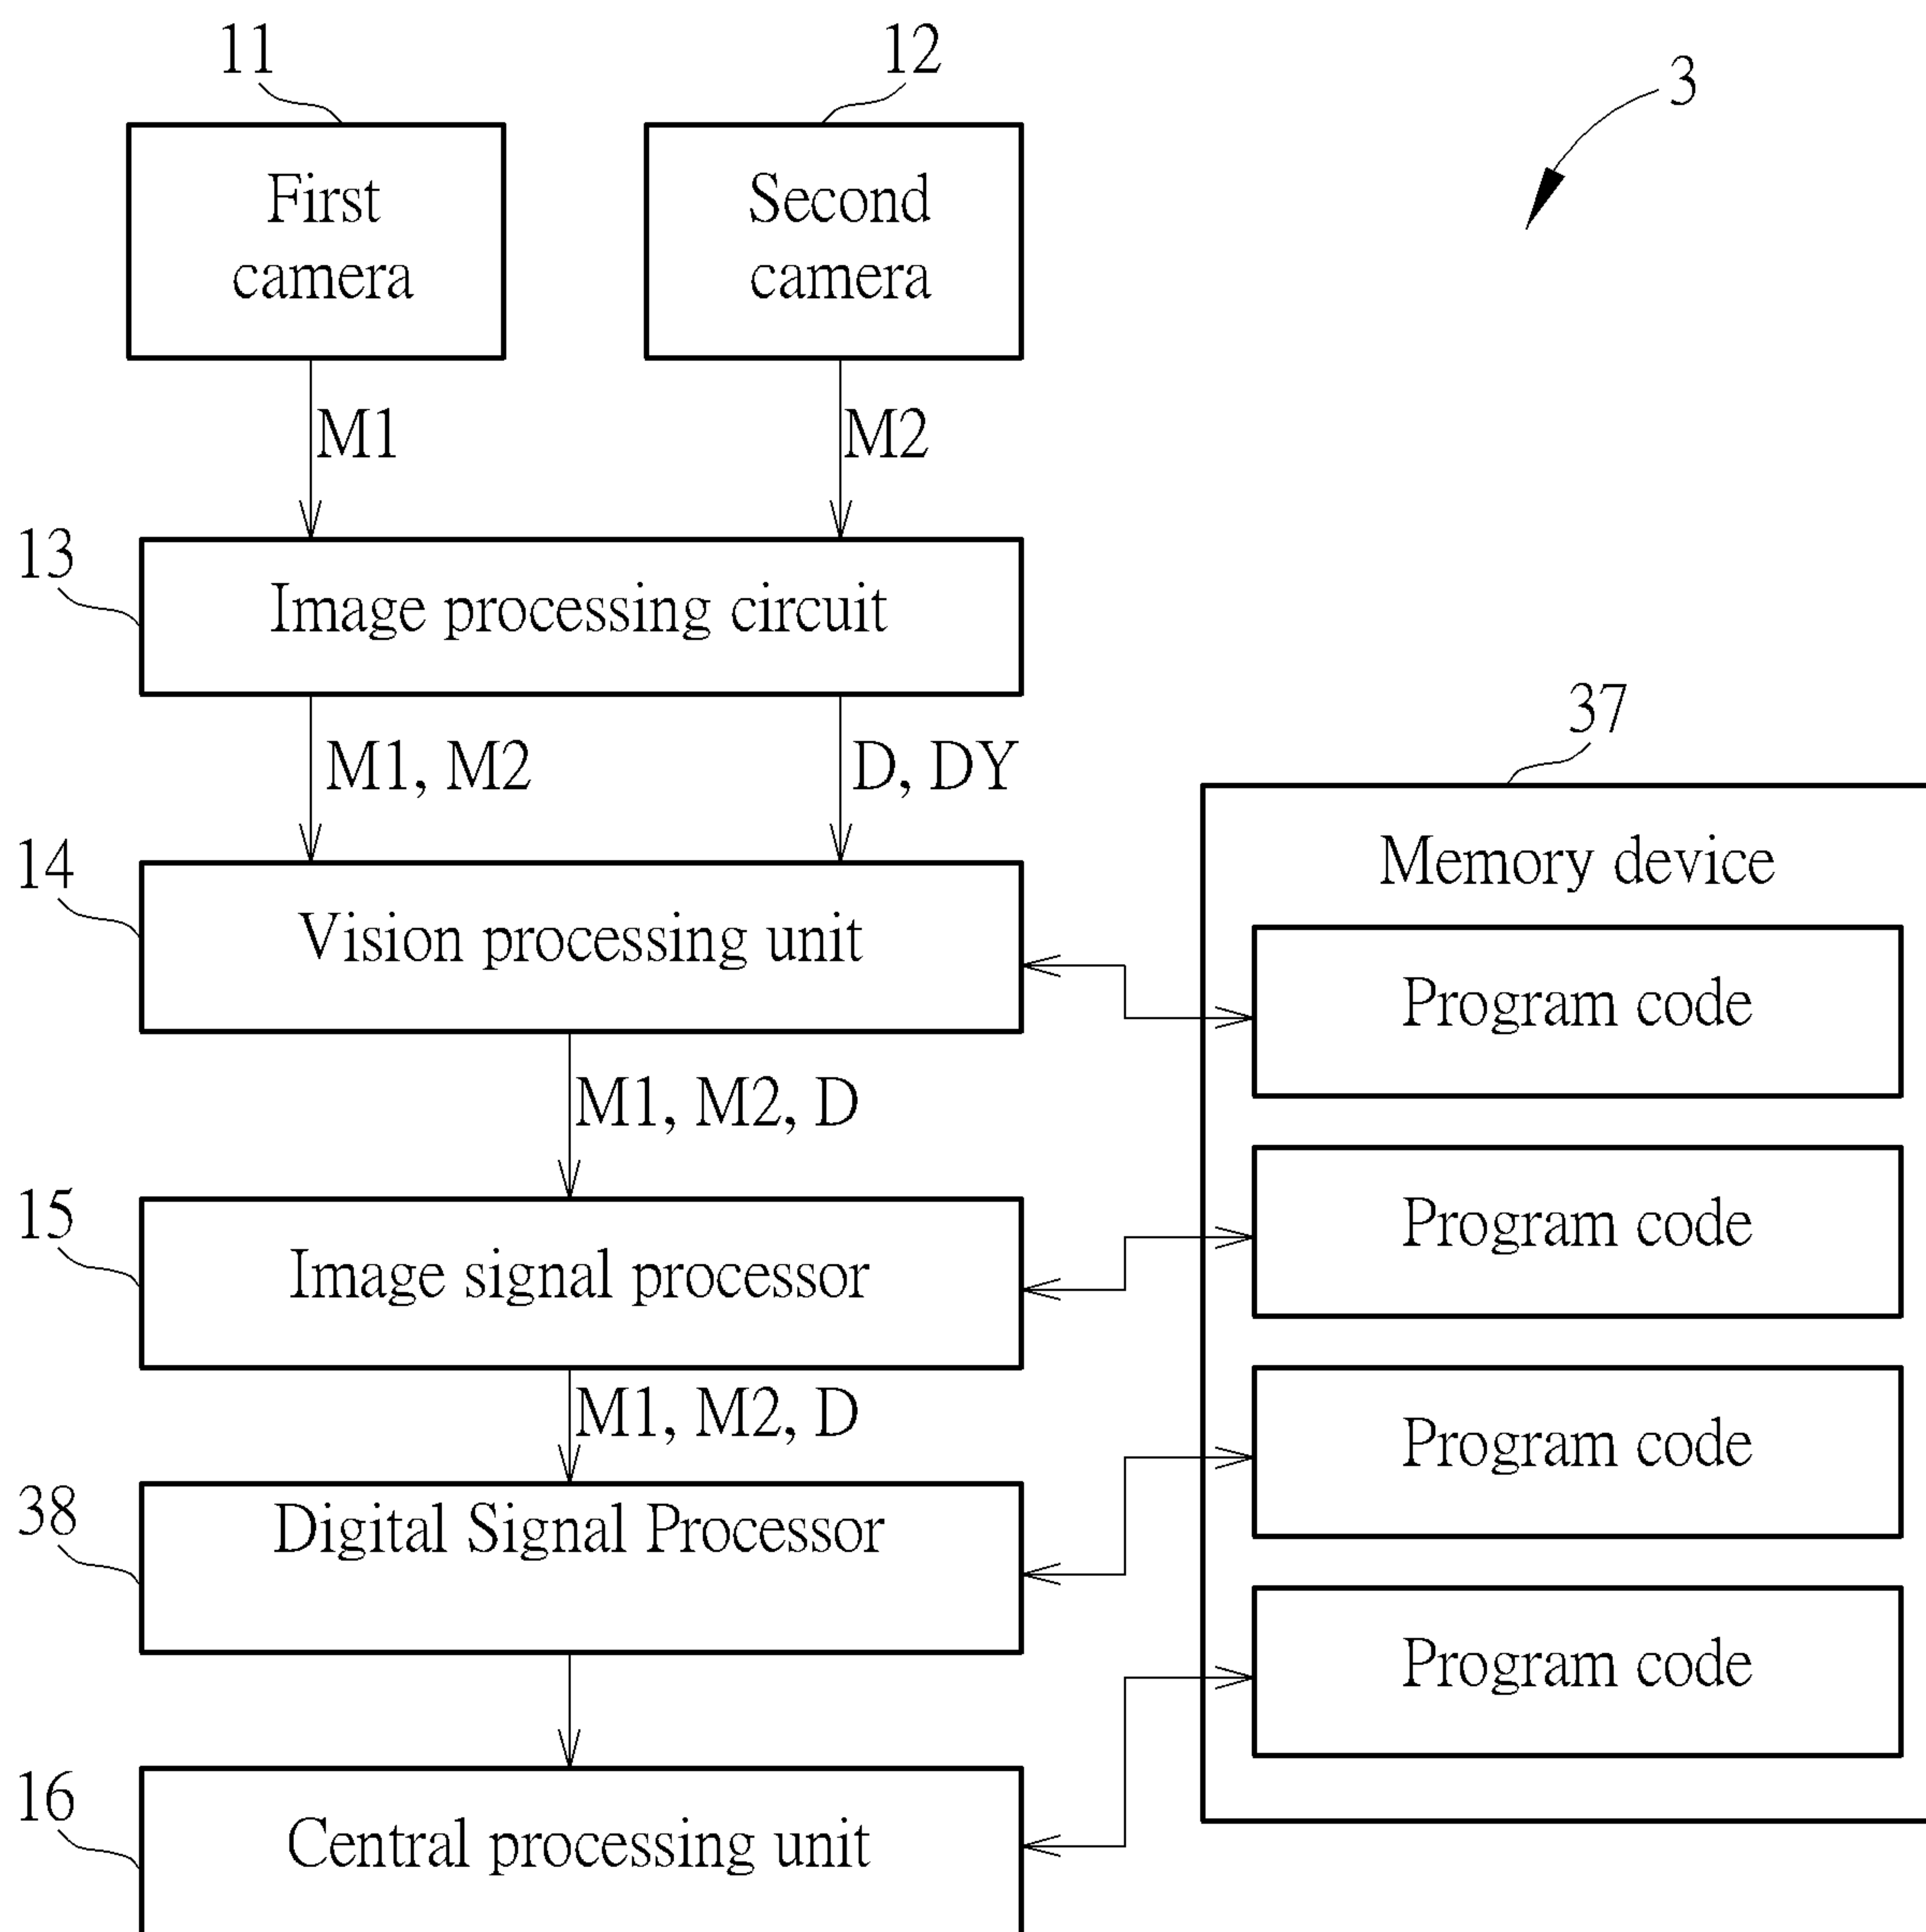 11
12
3
First
camera
Second
camera
M1
M2
13
Image processing circuit
37
M1, M2
D, DY
14
Memory device
Vision processing unit
Program code
M1, M2, D
15
Program code
Image signal processor
M1, M2, D
Program code
38
Digital Signal Processor
Program code
16
Central processing unit